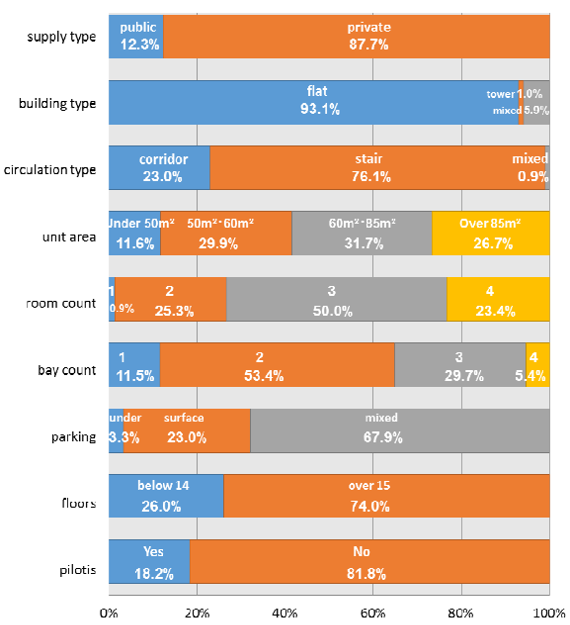 supply type
public
private
12.3%
87.7%
building type
flat
tower 1.0%
93.1%
mixed 5.9%
circulation type
corridor
stair
mixed
23.0%
76.1%
0.9%
unit area
Under 50m²
50m²-60m²
60m²-85m²
Over 85m²
11.6%
29.9%
31.7%
26.7%
room count
1
2
3
4
0.9%
25.3%
50.0%
23.4%
bay count
1
2
3
4
11.5%
53.4%
29.7%
5.4%
parking
under
surface
mixed
3.3%
23.0%
67.9%
floors
below 14
over 15
26.0%
74.0%
pilotis
Yes
No
18.2%
81.8%
0%
20%
40%
60%
80%
100%